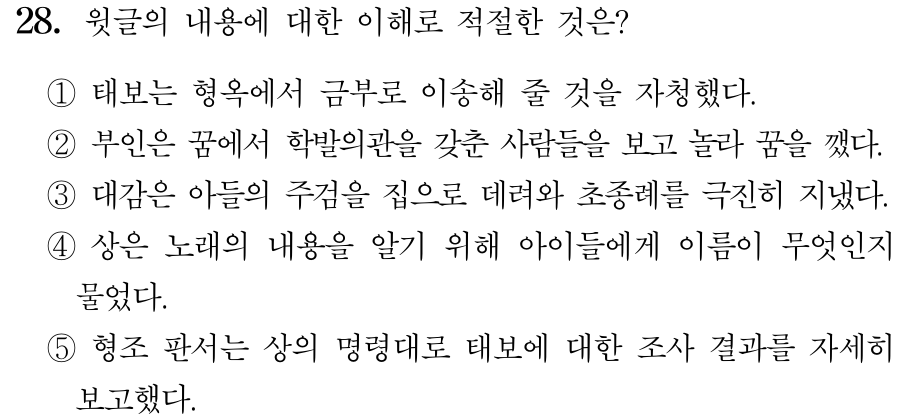 28. 윗글의 내용에 대한 이해로 적절한 것은?
① 태보는 형옥에서 금부로 이송해 줄 것을 자청했다.
② 부인은 꿈에서 학발의관을 갖춘 사람들을 보고 놀라 꿈을 깼다.
③ 대감은 아들의 주검을 집으로 데려와 초종례를 극진히 지냈다.
④ 상은 노래의 내용을 알기 위해 아이들에게 이름이 무엇인지
물었다.
⑤ 형조 판서는 상의 명령대로 태보에 대한 조사 결과를 자세히
보고했다.